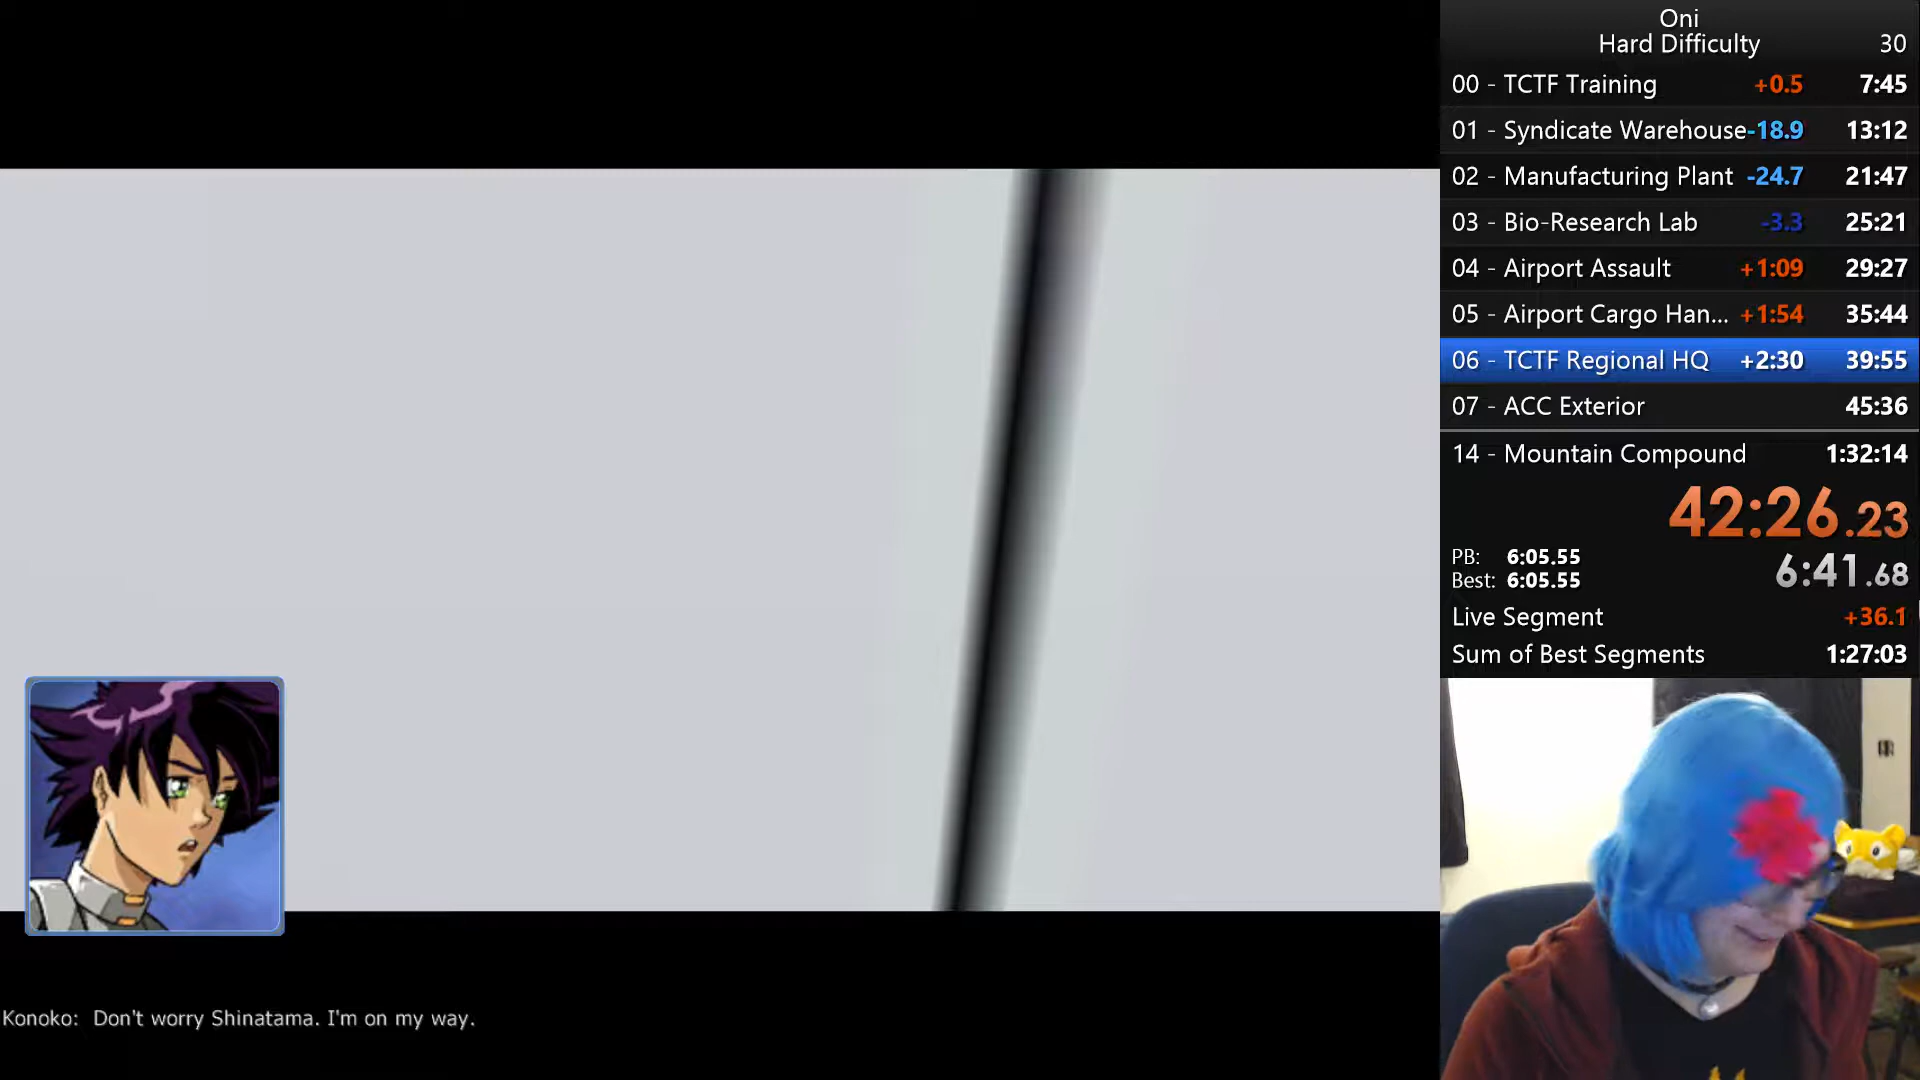 Oni
Hard Difficulty 30
00 - TCTF Training +0.5 7:45
01 - Syndicate Warehouse -18.9 13:12
02 - Manufacturing Plant -24.7 21:47
03 - Bio-Research Lab -3.3 25:21
04 - Airport Assault +1:09 29:27
05 - Airport Cargo Han... +1:54 35:44
06 - TCTF Regional HQ +2:30 39:55
07 - ACC Exterior 45:36
14 - Mountain Compound 1:32:14
42:26.23
PB: 6:05.55
6:41.68
Best: 6:05.55
Live Segment +36.1
Sum of Best Segments 1:27:03
Konoko: Don't worry Shinatama. I'm on my way.